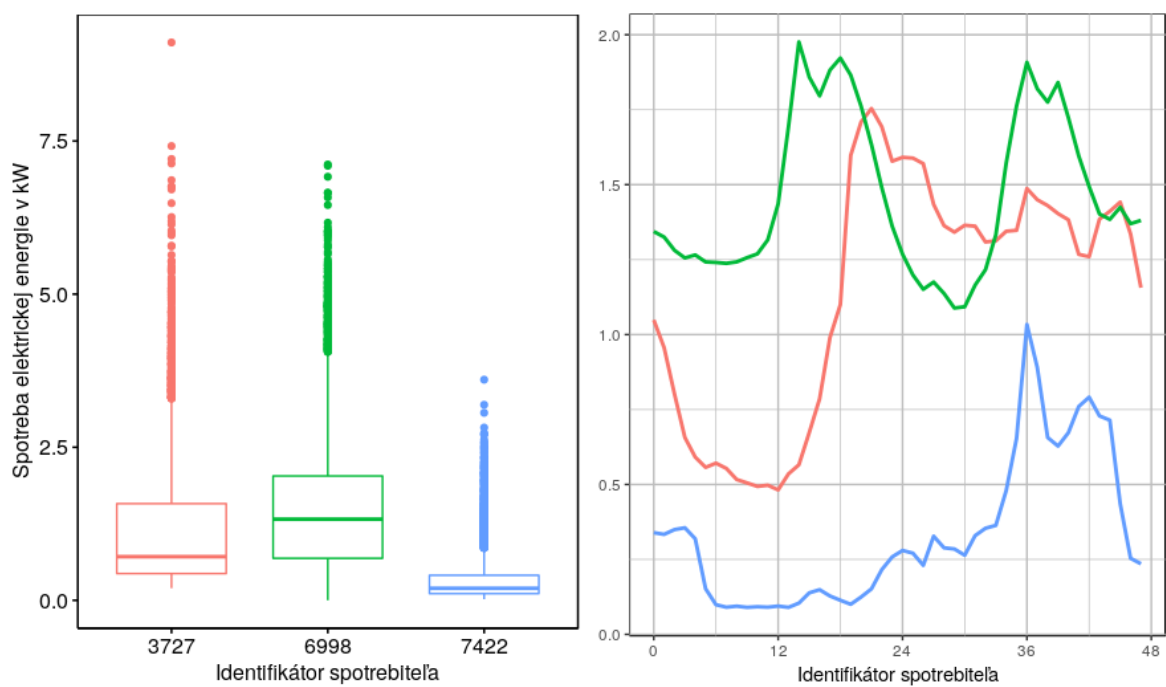 Spotreba elektrickej energie v kW
7.5
5.0
2.5
0.0
3727 6998 7422
Identifikátor spotrebiteľa
2.0
1.5
1.0
0.5
0.0
0 12 24 36 48
Identifikátor spotrebiteľa